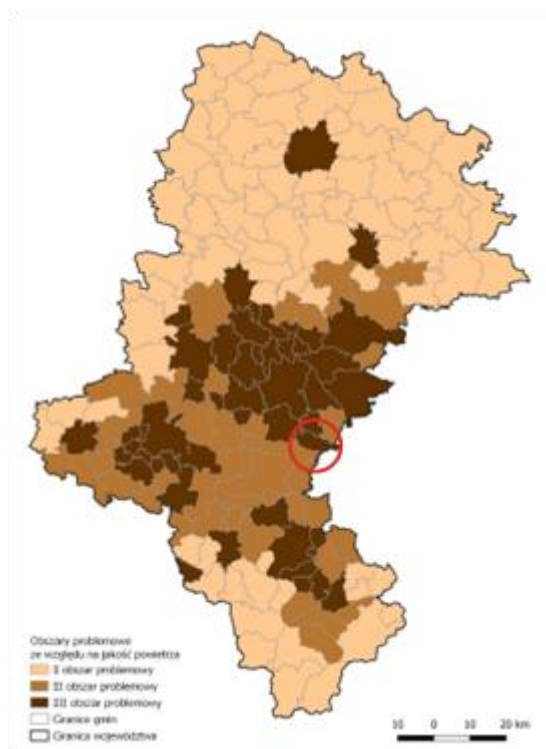 Obszary problemowe
ze względu na jakość powietrza
I obszar problemowy
II obszar problemowy
III obszar problemowy
Granica gmin
Granica województwa
10 0 10 20 km